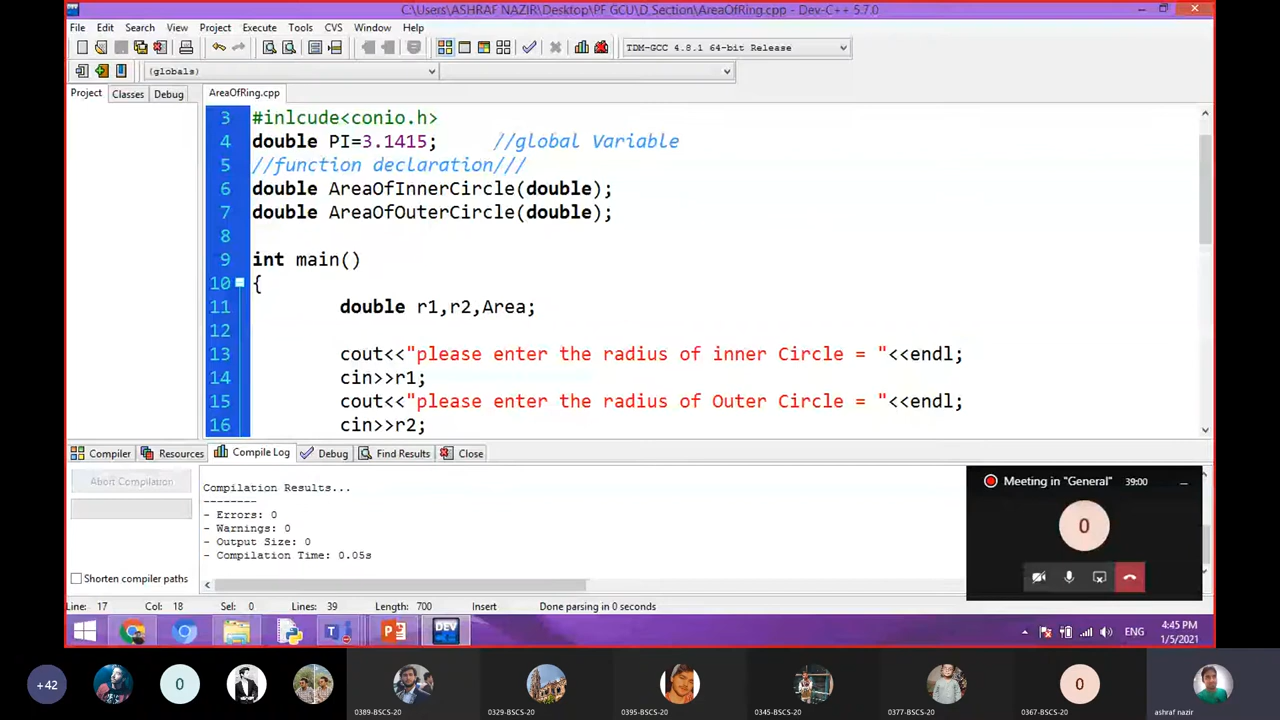 C:\Users\ASHRAF NAZIR\Desktop\PF GCU\D_Section\AreaOfRing.cpp - Dev-C++ 5.7.0
File Edit Search View Project Execute Tools CVS Window Help
TDM-GCC 4.8.1 64-bit Release
(globals)
Project Classes Debug AreaOfRing.cpp
3 #inlcude<conio.h>
4 double PI=3.1415; //global Variable
5 //function declaration///
6 double AreaOfInnerCircle(double);
7 double AreaOfOuterCircle(double);
8
9 int main()
10 {
11 double r1,r2,Area;
12
13 cout<<"please enter the radius of inner Circle = "<<endl;
14 cin>>r1;
15 cout<<"please enter the radius of Outer Circle = "<<endl;
16 cin>>r2;
Compiler Resources Compile Log Debug Find Results Close
Abort Compilation
Shorten compiler paths
Compilation Results...
--------
- Errors: 0
- Warnings: 0
- Output Size: 0
- Compilation Time: 0.05s
Meeting in "General" 39:00
0
Line: 17 Col: 18 Sel: 0 Lines: 39 Length: 700 Insert Done parsing in 0 seconds
DEV
ENG
4:45 PM
1/5/2021
+42 0 0
0389-BSCS-20 0329-BSCS-20 0395-BSCS-20 0345-BSCS-20 0377-BSCS-20 0367-BSCS-20 ashraf nazir